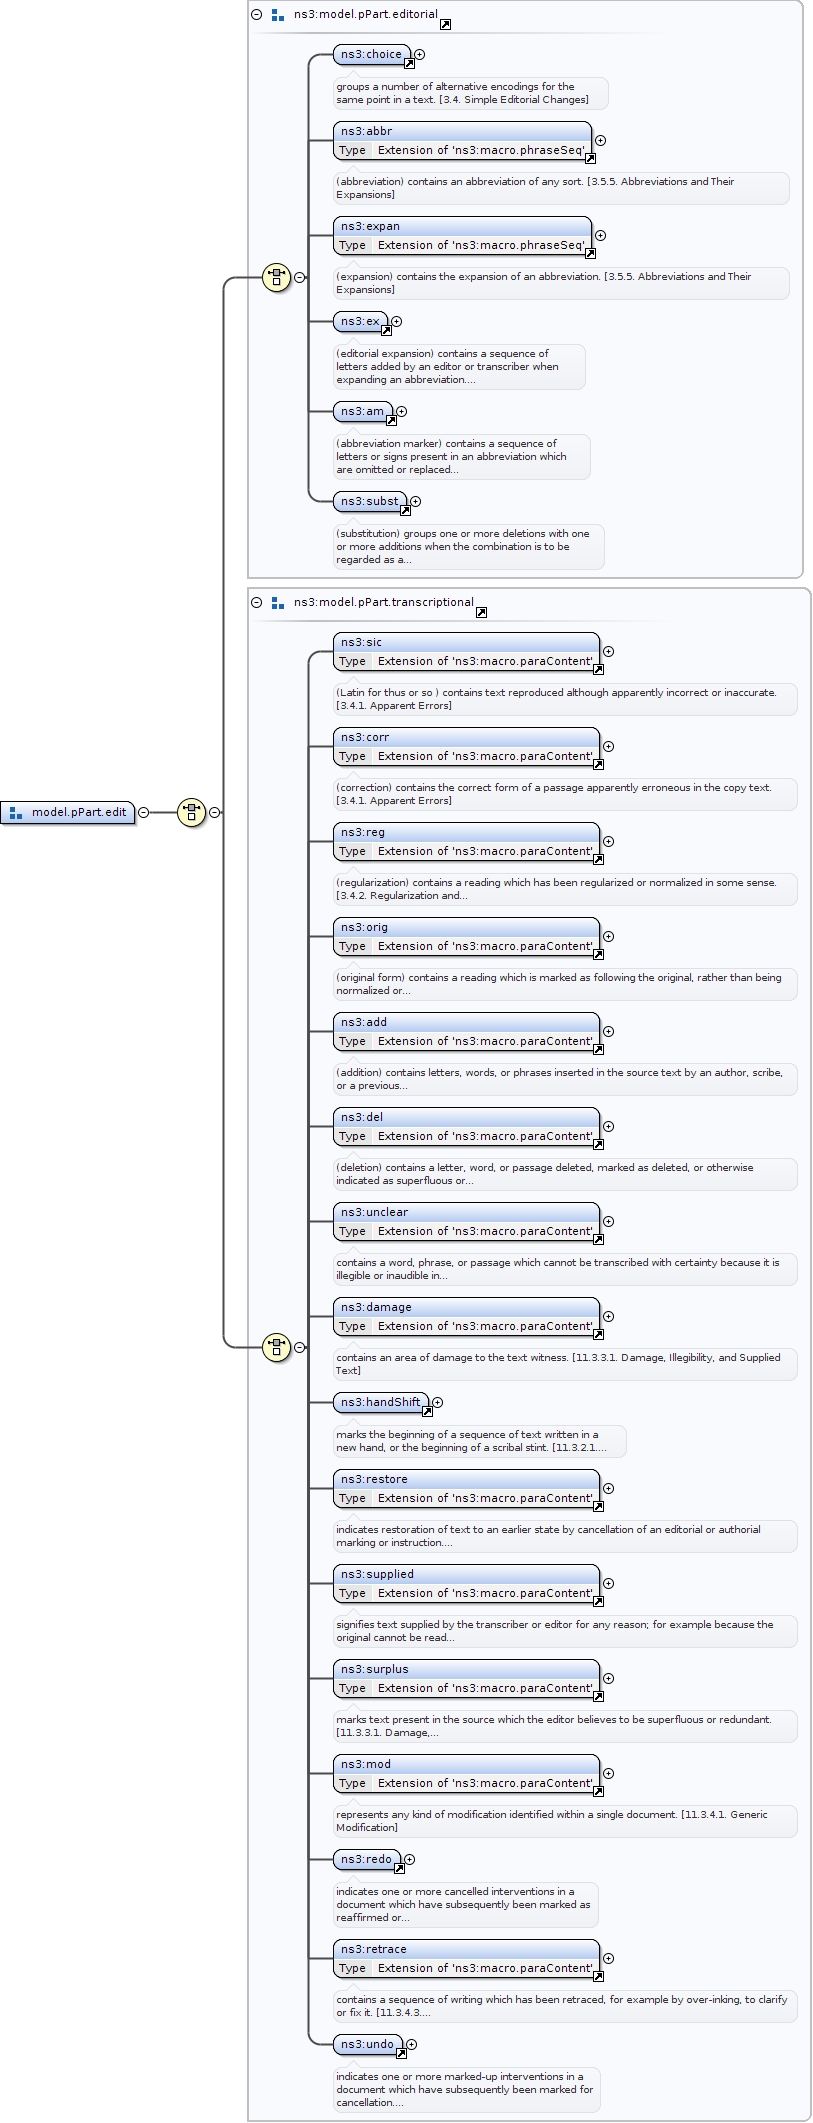 ns3:model.pPart.editorial
ns3:choice
groups a number of alternative encodings for the
same point in a text. [3.4. Simple Editorial Changes]
ns3:abbr
Type Extension of 'ns3:macro.phraseSeq'
(abbreviation) contains an abbreviation of any sort. [3.5.5. Abbreviations and Their
Expansions]
ns3:expan
Type Extension of 'ns3:macro.phraseSeq'
(expansion) contains the expansion of an abbreviation. [3.5.5. Abbreviations and Their
Expansions]
ns3:ex
(editorial expansion) contains a sequence of
letters added by an editor or transcriber when
expanding an abbreviation....
ns3:am
(abbreviation marker) contains a sequence of
letters or signs present in an abbreviation which
are omitted or replaced...
ns3:subst
(substitution) groups one or more deletions with one
or more additions when the combination is to be
regarded as a...
ns3:model.pPart.transcriptional
ns3:sic
Type Extension of 'ns3:macro.paraContent'
(Latin for thus or so ) contains text reproduced although apparently incorrect or inaccurate.
[3.4.1. Apparent Errors]
ns3:corr
Type Extension of 'ns3:macro.paraContent'
(correction) contains the correct form of a passage apparently erroneous in the copy text.
[3.4.1. Apparent Errors]
model.pPart.edit
ns3:reg
Type Extension of 'ns3:macro.paraContent'
(regularization) contains a reading which has been regularized or normalized in some sense.
[3.4.2. Regularization and...
ns3:orig
Type Extension of 'ns3:macro.paraContent'
(original form) contains a reading which is marked as following the original, rather than being
normalized or...
ns3:add
Type Extension of 'ns3:macro.paraContent'
(addition) contains letters, words, or phrases inserted in the source text by an author, scribe,
or a previous...
ns3:del
Type Extension of 'ns3:macro.paraContent'
(deletion) contains a letter, word, or passage deleted, marked as deleted, or otherwise
indicated as superfluous or...
ns3:unclear
Type Extension of 'ns3:macro.paraContent'
contains a word, phrase, or passage which cannot be transcribed with certainty because it is
illegible or inaudible in...
ns3:damage
Type Extension of 'ns3:macro.paraContent'
contains an area of damage to the text witness. [11.3.3.1. Damage, Illegibility, and Supplied
Text]
ns3:handShift
marks the beginning of a sequence of text written in a
new hand, or the beginning of a scribal stint. [11.3.2.1....
ns3:restore
Type Extension of 'ns3:macro.paraContent'
indicates restoration of text to an earlier state by cancellation of an editorial or authorial
marking or instruction....
ns3:supplied
Type Extension of 'ns3:macro.paraContent'
signifies text supplied by the transcriber or editor for any reason; for example because the
original cannot be read...
ns3:surplus
Type Extension of 'ns3:macro.paraContent'
marks text present in the source which the editor believes to be superfluous or redundant.
[11.3.3.1. Damage,...
ns3:mod
Type Extension of 'ns3:macro.paraContent'
represents any kind of modification identified within a single document. [11.3.4.1. Generic
Modification]
ns3:redo
indicates one or more cancelled interventions in a
document which have subsequently been marked as
reaffirmed or...
ns3:retrace
Type Extension of 'ns3:macro.paraContent'
contains a sequence of writing which has been retraced, for example by over-inking, to clarify
or fix it. [11.3.4.3....
ns3:undo
indicates one or more marked-up interventions in a
document which have subsequently been marked for
cancellation....